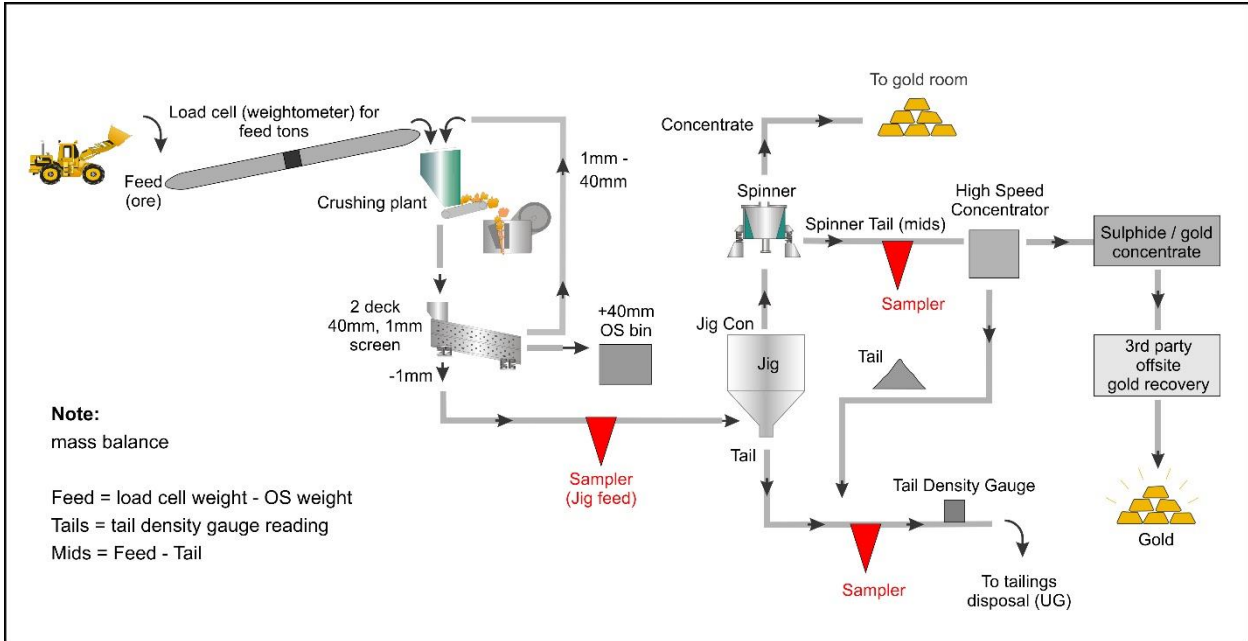 To gold room
Load cell (weightometer) for
feed tons
Concentrate
1mm -
40mm
Feed
(ore)
Crushing plant
Spinner
High Speed
Concentrator
Spinner Tail (mids)
Sulphide / gold
concentrate
Sampler
2 deck
40mm, 1mm
screen
+40mm
OS bin
Jig Con
Jig
Tail
3rd party
offsite
gold recovery
-1mm
Note:
mass balance
Feed = load cell weight - OS weight
Tails = tail density gauge reading
Mids = Feed - Tail
Sampler
(Jig feed)
Tail
Tail Density Gauge
Gold
Sampler
To tailings
disposal (UG)